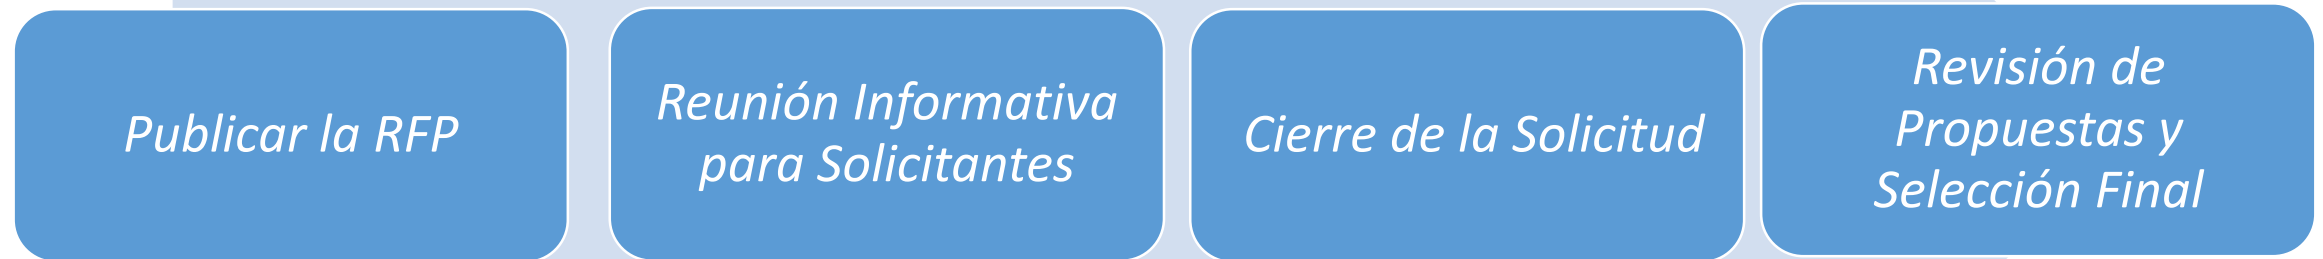 Publicar la RFP
Reunión Informativa
para Solicitantes
Cierre de la Solicitud
Revisión de
Propuestas y
Selección Final